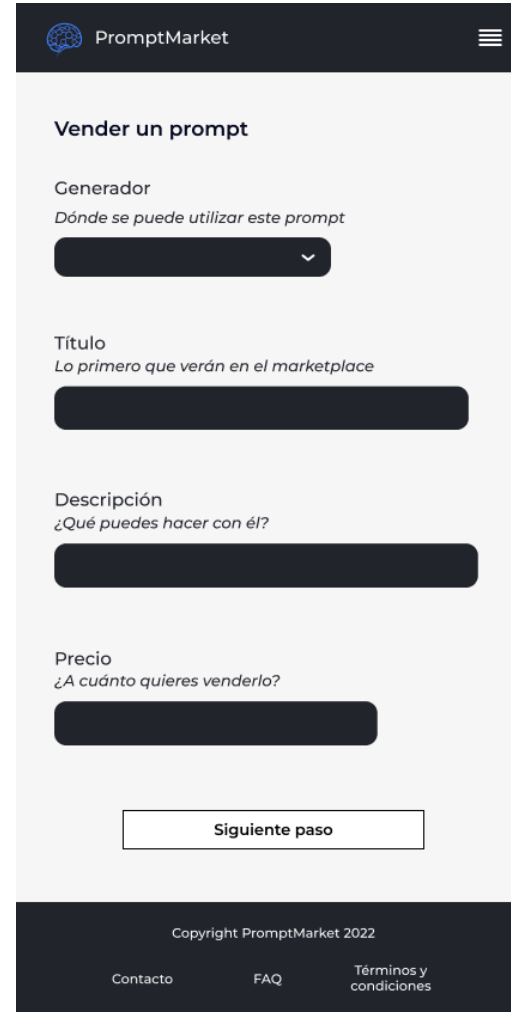 PromptMarket
Vender un prompt
Generador
Dónde se puede utilizar este prompt
Título
Lo primero que verán en el marketplace
Descripción
¿Qué puedes hacer con él?
Precio
¿A cuánto quieres venderlo?
Siguiente paso
Copyright PromptMarket 2022
Contacto
FAQ
Términos y
condiciones